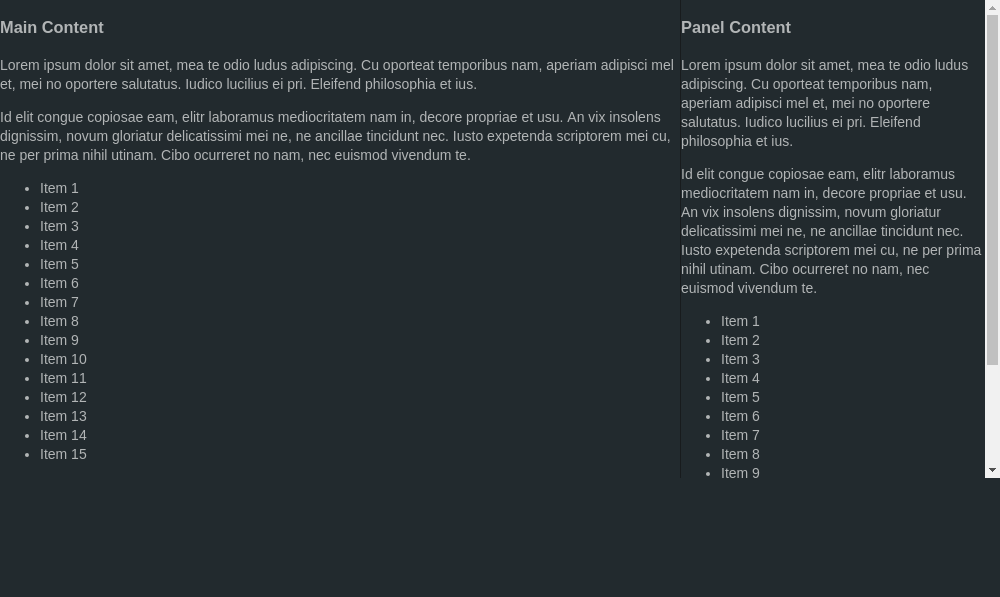 Main Content
Lorem ipsum dolor sit amet, mea te odio ludus adipiscing. Cu oporteat temporibus nam, aperiam adipisci mel
et, mei no oportere salutatus. Iudico lucilius ei pri. Eleifend philosophia et ius.
Id elit congue copiosae eam, elitr laboramus mediocritatem nam in, decore propriae et usu. An vix insolens
dignissim, novum gloriatur delicatissimi mei ne, ne ancillae tincidunt nec. Iusto expetenda scriptorem mei cu,
ne per prima nihil utinam. Cibo ocurreret no nam, nec euismod vivendum te.
Item 1
Item 2
Item 3
Item 4
Item 5
Item 6
Item 7
Item 8
Item 9
Item 10
Item 11
Item 12
Item 13
Item 14
Item 15
Panel Content
Lorem ipsum dolor sit amet, mea te odio ludus
adipiscing. Cu oporteat temporibus nam,
aperiam adipisci mel et, mei no oportere
salutatus. Iudico lucilius ei pri. Eleifend
philosophia et ius.
Id elit congue copiosae eam, elitr laboramus
mediocritatem nam in, decore propriae et usu.
An vix insolens dignissim, novum gloriatur
delicatissimi mei ne, ne ancillae tincidunt nec.
Iusto expetenda scriptorem mei cu, ne per prima
nihil utinam. Cibo ocurreret no nam, nec
euismod vivendum te.
Item 1
Item 2
Item 3
Item 4
Item 5
Item 6
Item 7
Item 8
Item 9